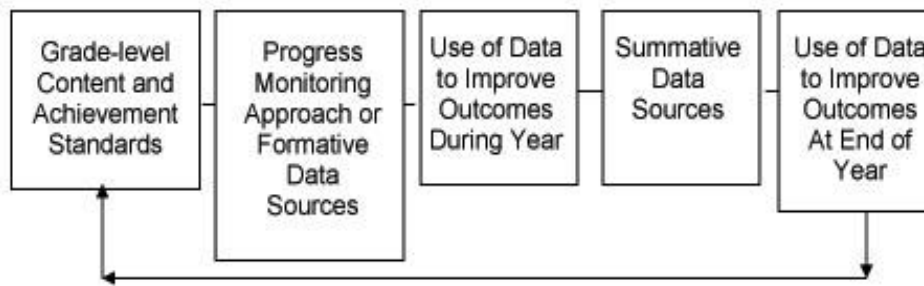 Grade-level
Content and
Achievement
Standards
Progress
Monitoring
Approach or
Formative
Data
Sources
Use of Data
to Improve
Outcomes
During Year
Summative
Data
Sources
Use of Data
to Improve
Outcomes
At End of
Year